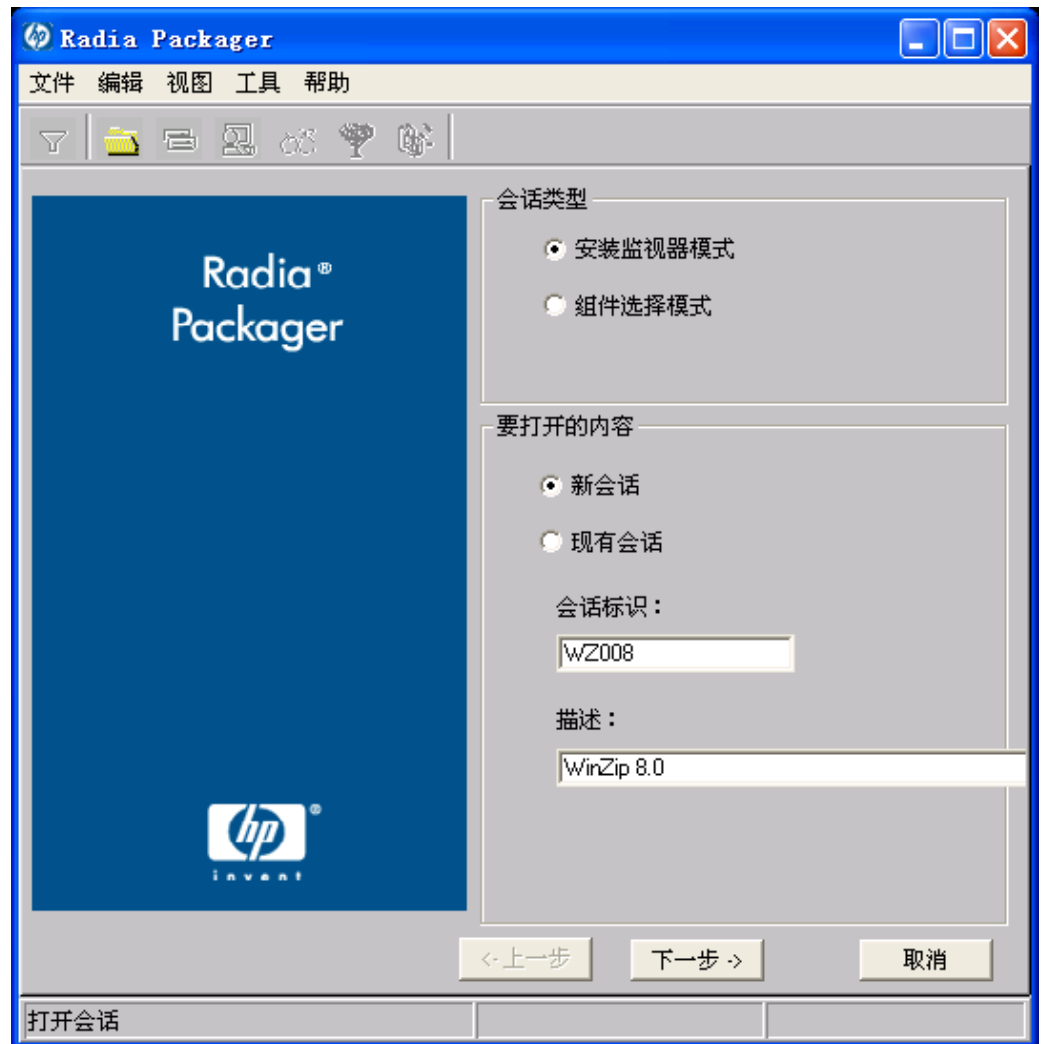 Radia Packager
文件 编辑 视图 工具 帮助
会话类型
安装监视器模式
组件选择模式
Radia®
Packager
要打开的内容
新会话
现有会话
会话标识：
WZ008
描述：
WinZip 8.0
hp®
invent
<-上一步 下一步-> 取消
打开会话